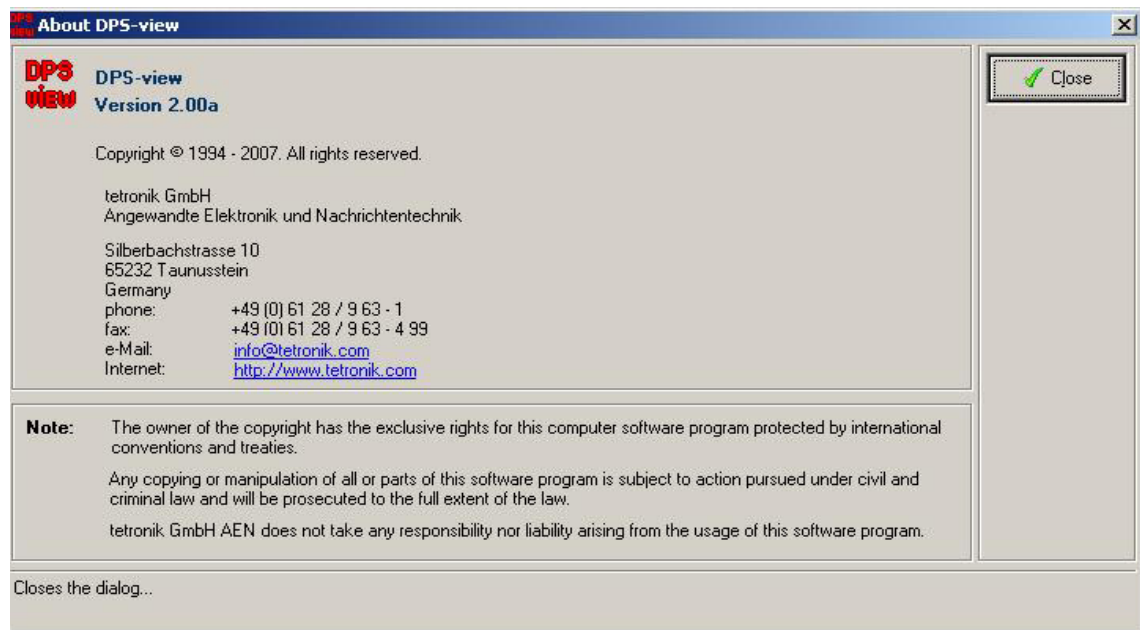 DPS view About DPS-view
DPS
view
DPS-view
Version 2.00a
Close
Copyright © 1994 - 2007. All rights reserved.
tetronik GmbH
Angewandte Elektronik und Nachrichtentechnik
Silberbachstrasse 10
65232 Taunusstein
Germany
phone: +49 (0) 61 28 / 9 63 - 1
fax: +49 (0) 61 28 / 9 63 - 4 99
e-Mail: info@tetronik.com
Internet: http://www.tetronik.com
Note: The owner of the copyright has the exclusive rights for this computer software program protected by international
conventions and treaties.
Any copying or manipulation of all or parts of this software program is subject to action pursued under civil and
criminal law and will be prosecuted to the full extent of the law.
tetronik GmbH AEN does not take any responsibility nor liability arising from the usage of this software program.
Closes the dialog...